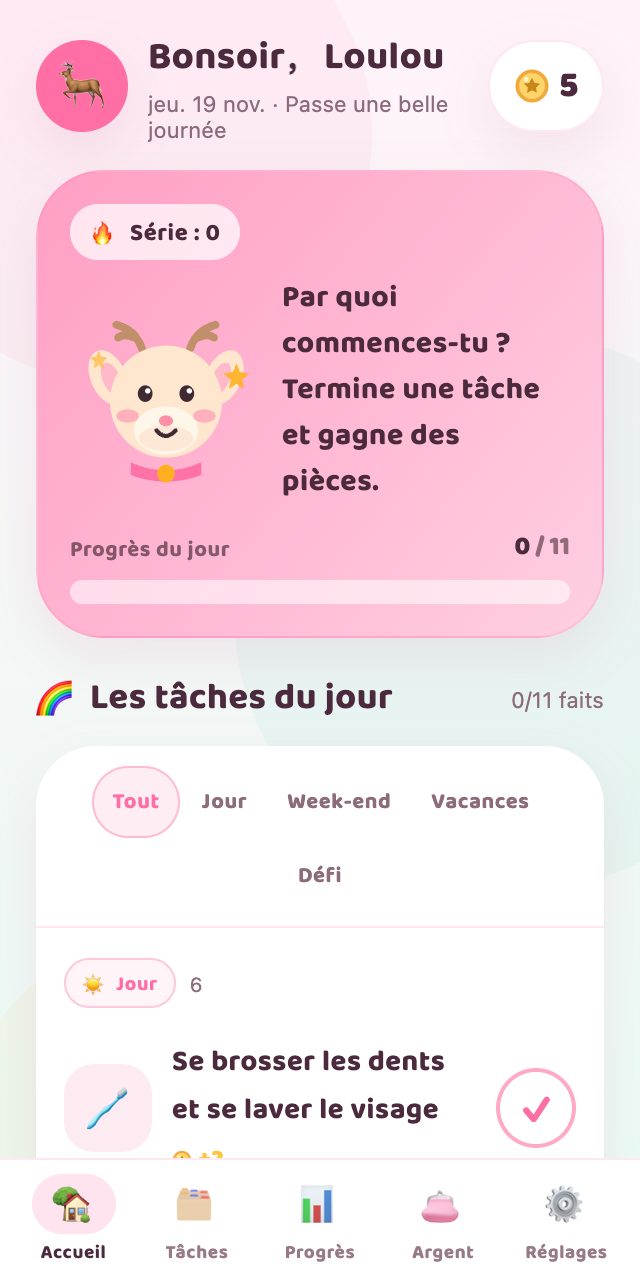 Bonsoir, Loulou
jeu. 19 nov. · Passe une belle
journée
5
Série : 0
Par quoi
commences-tu ?
Termine une tâche
et gagne des
pièces.
Progrès du jour
0 / 11
Les tâches du jour
0/11 faits
Tout
Jour
Week-end
Vacances
Défi
Jour
6
Se brosser les dents
et se laver le visage
Accueil
Tâches
Progrès
Argent
Réglages